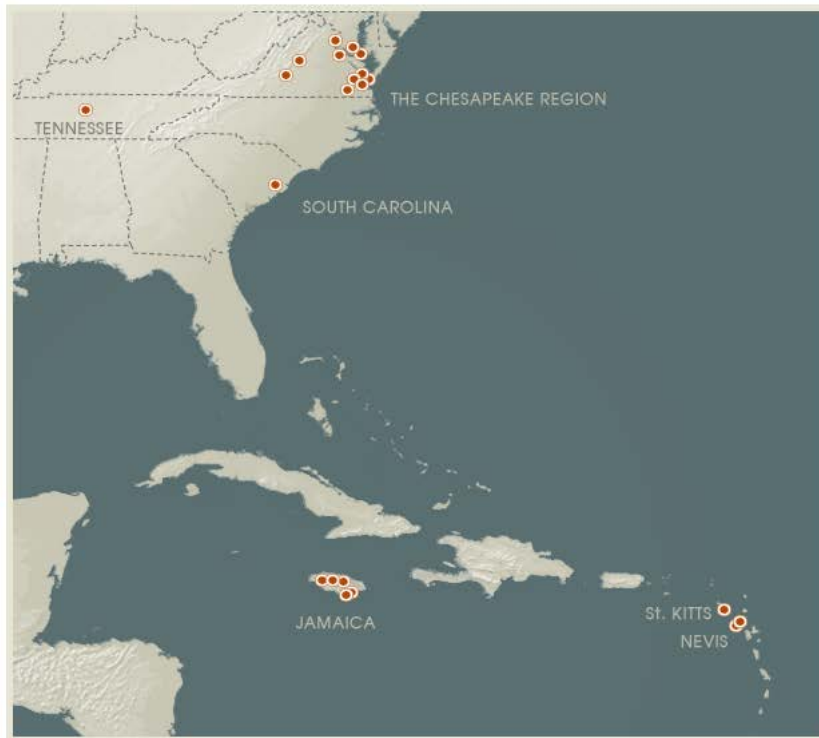 THE CHESAPEAKE REGION
TENNESSEE
SOUTH CAROLINA
JAMAICA
St. KITTS
NEVIS